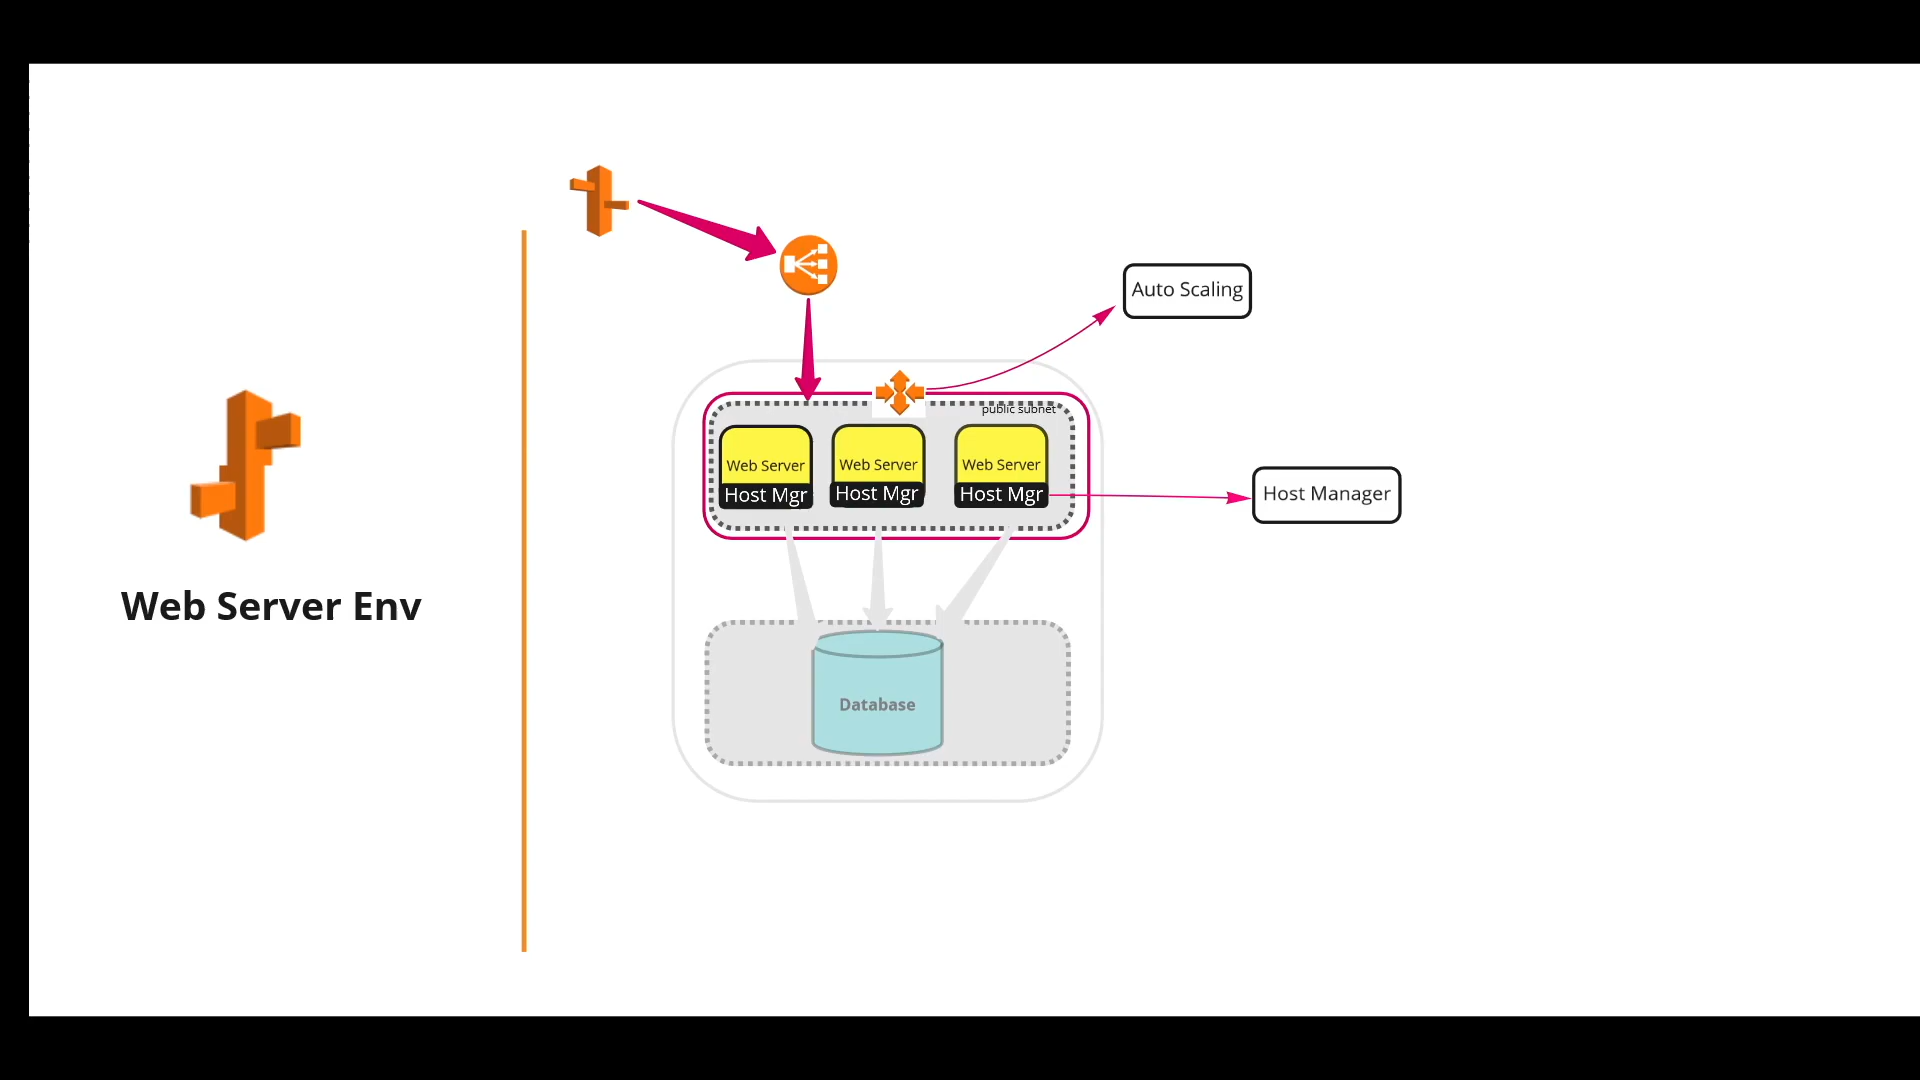 Auto Scaling
public subnet
Web Server
Web Server
Web Server
Host Mgr
Host Mgr
Host Mgr
Host Manager
Web Server Env
Database